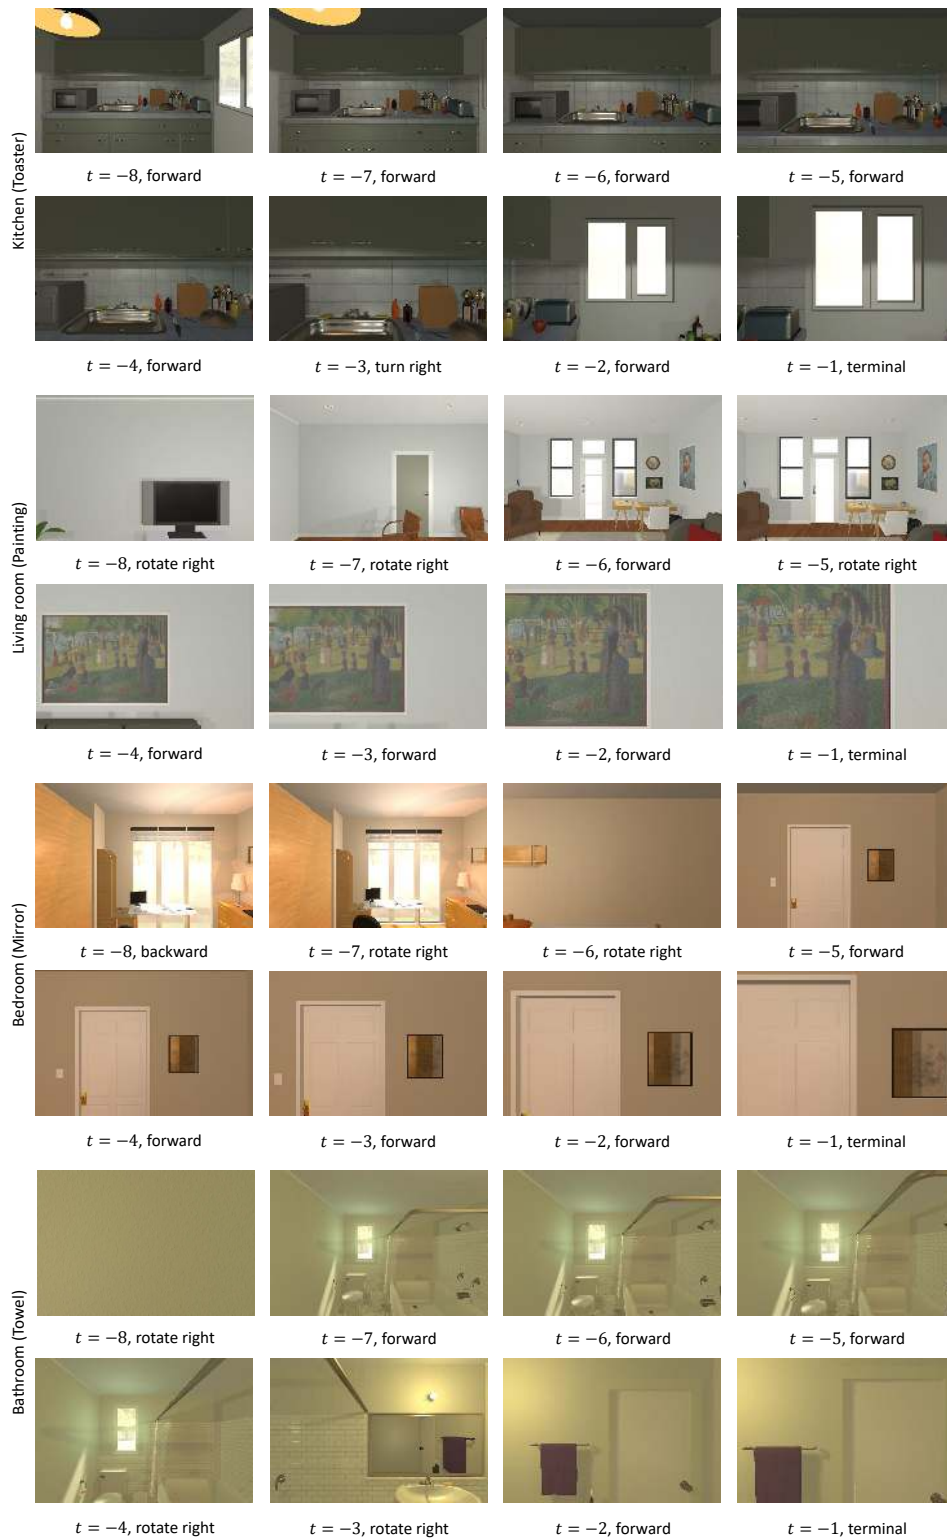 Kitchen (Toaster)
t = −8, forward
t = −7, forward
t = −6, forward
t = −5, forward
t = −4, forward
t = −3, turn right
t = −2, forward
t = −1, terminal
Living room (Painting)
t = −8, rotate right
t = −7, rotate right
t = −6, forward
t = −5, rotate right
t = −4, forward
t = −3, forward
t = −2, forward
t = −1, terminal
Bedroom (Mirror)
t = −8, backward
t = −7, rotate right
t = −6, rotate right
t = −5, forward
t = −4, forward
t = −3, forward
t = −2, forward
t = −1, terminal
Bathroom (Towel)
t = −8, rotate right
t = −7, forward
t = −6, forward
t = −5, forward
t = −4, rotate right
t = −3, rotate right
t = −2, forward
t = −1, terminal